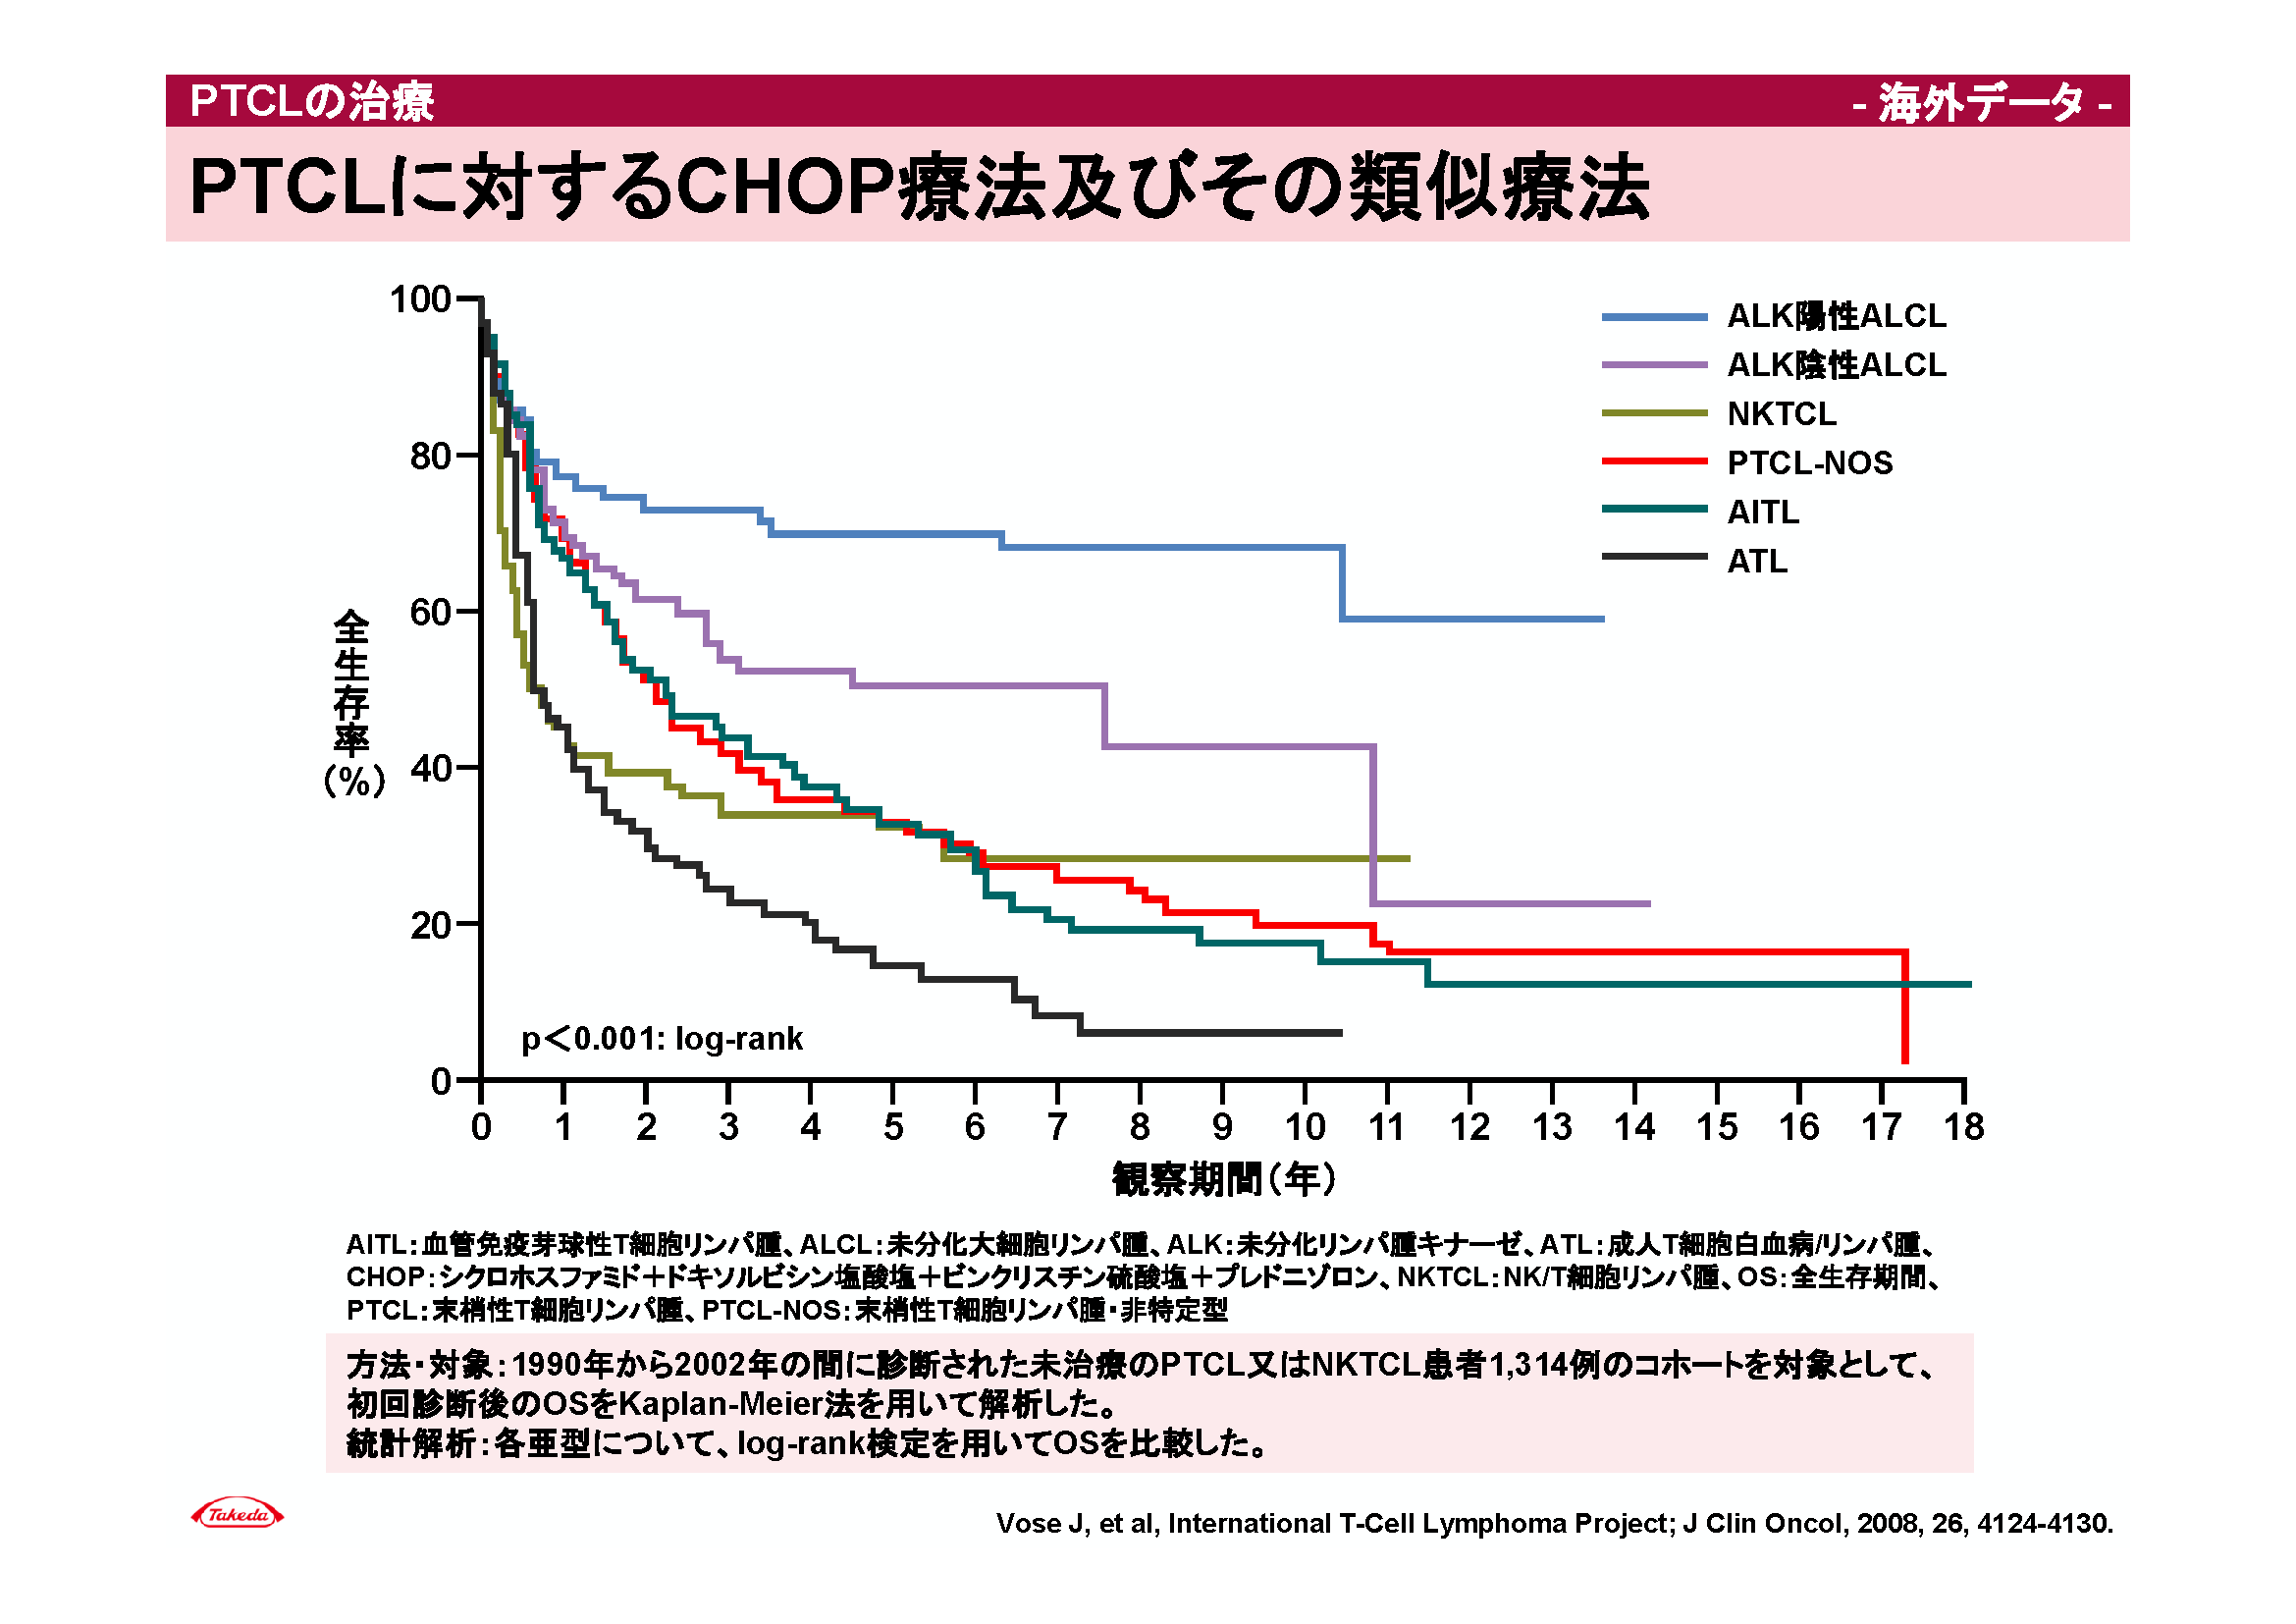 PTCLの治療
- 海外データ -
PTCLに対するCHOP療法及びその類似療法
100
80
60
40
20
0
全生存率(%)
ALK陽性ALCL
ALK陰性ALCL
NKTCL
PTCL-NOS
AITL
ATL
p<0.001: log-rank
0 1 2 3 4 5 6 7 8 9 10 11 12 13 14 15 16 17 18
観察期間(年)
AITL:血管免疫芽球性T細胞リンパ腫、ALCL:未分化大細胞リンパ腫、ALK:未分化リンパ腫キナーゼ、ATL:成人T細胞白血病/リンパ腫、
CHOP:シクロホスファミド+ドキソルビシン塩酸塩+ビンクリスチン硫酸塩+プレドニゾロン、NKTCL:NK/T細胞リンパ腫、OS:全生存期間、
PTCL:末梢性T細胞リンパ腫、PTCL-NOS:末梢性T細胞リンパ腫・非特定型
方法・対象:1990年から2002年の間に診断された未治療のPTCL又はNKTCL患者1,314例のコホートを対象として、
初回診断後のOSをKaplan-Meier法を用いて解析した。
統計解析:各亜型について、log-rank検定を用いてOSを比較した。
Takeda
Vose J, et al, International T-Cell Lymphoma Project; J Clin Oncol, 2008, 26, 4124-4130.